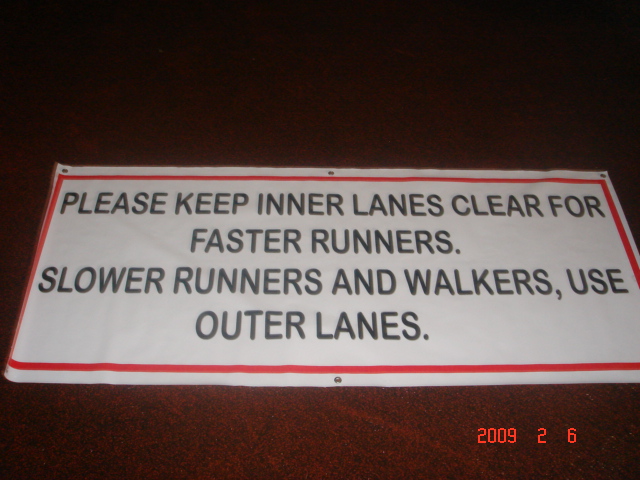 PLEASE KEEP INNER LANES CLEAR FOR
FASTER RUNNERS.
SLOWER RUNNERS AND WALKERS, USE
OUTER LANES.
2009 2 6